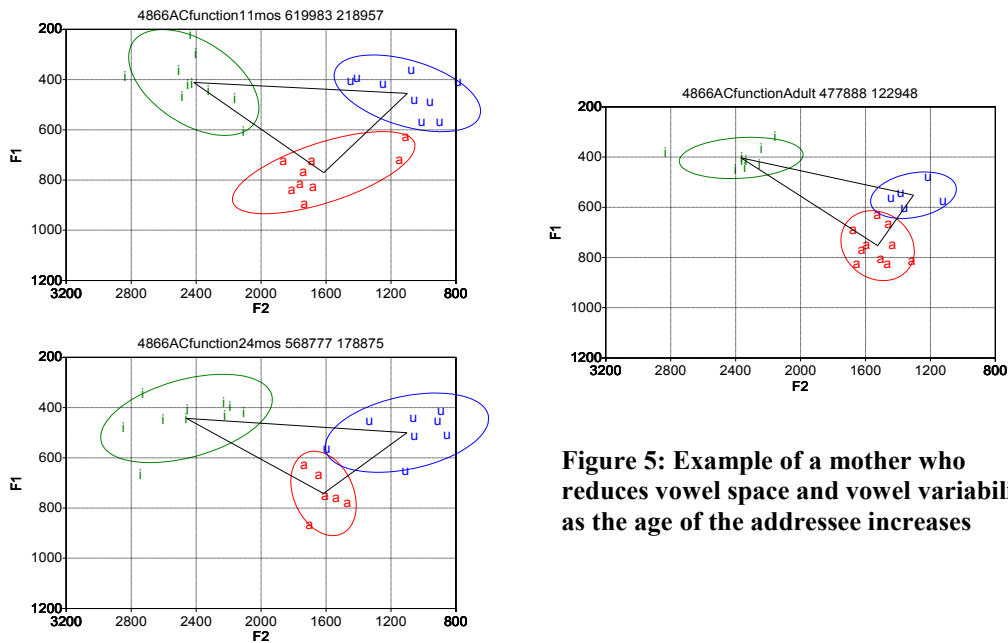 4866ACfunction11mos 619983 218957
200
400
600
800
1000
1200
F1
i
u
a
3200 2800 2400 2000 1600 1200 800
F2
4866ACfunction24mos 568777 178875
200
400
600
800
1000
1200
F1
i
u
a
3200 2800 2400 2000 1600 1200 800
F2
4866ACfunctionAdult 477888 122948
200
400
600
800
1000
1200
F1
i
u
a
3200 2800 2400 2000 1600 1200 800
F2
Figure 5: Example of a mother who
reduces vowel space and vowel variabili
as the age of the addressee increases